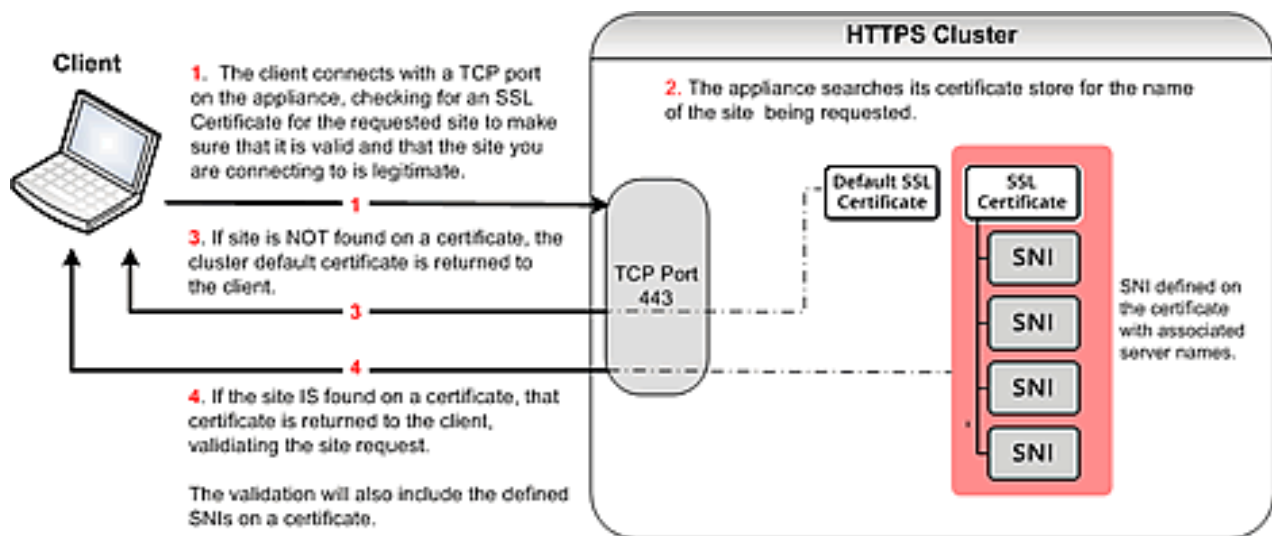 HTTPS Cluster
Client
1. The client connects with a TCP port
on the appliance, checking for an SSL
Certificate for the requested site to make
sure that it is valid and that the site you
are connecting to is legitimate.
2. The appliance searches its certificate store for the name
of the site being requested.
Default SSL
Certificate
SSL
Certificate
1
3. If site is NOT found on a certificate, the
cluster default certificate is returned to
the client.
TCP Port
443
SNI
SNI
SNI
SNI
SNI defined on
the certificate
with associated
server names.
3
4
4. If the site IS found on a certificate, that
certificate is returned to the client,
validiating the site request.
The validation will also include the defined
SNIs on a certificate.